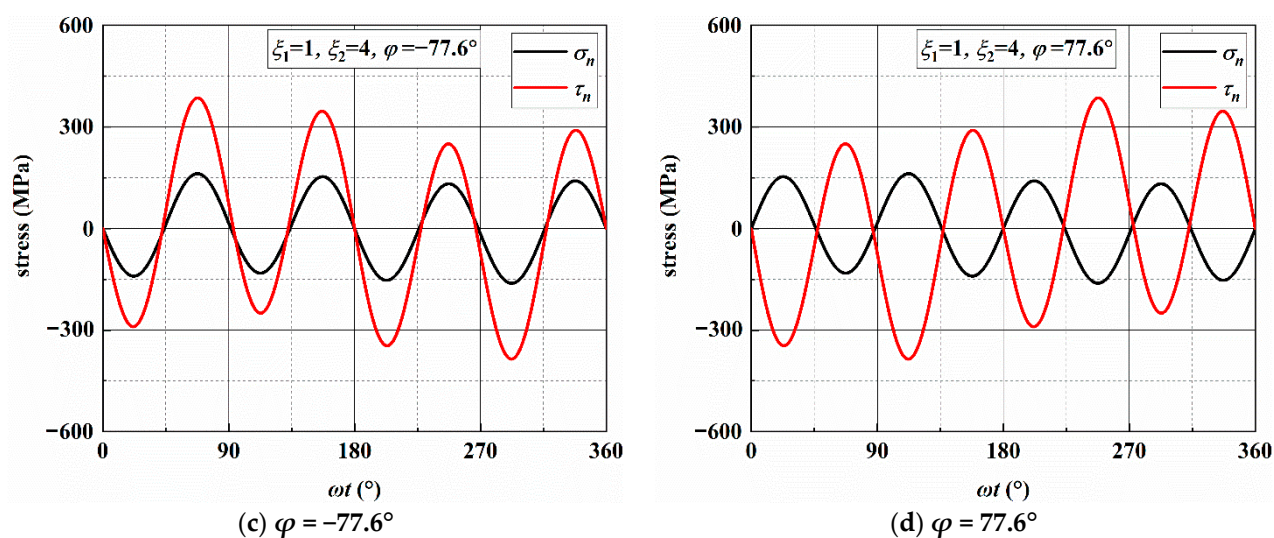 600
300
0
−300
−600
stress (MPa)
ξ1=1, ξ2=4, φ=−77.6°
σn
τn
0 90 180 270 360
ωt (°)
(c) φ = −77.6°
600
300
0
−300
−600
stress (MPa)
ξ1=1, ξ2=4, φ=77.6°
σn
τn
0 90 180 270 360
ωt (°)
(d) φ = 77.6°